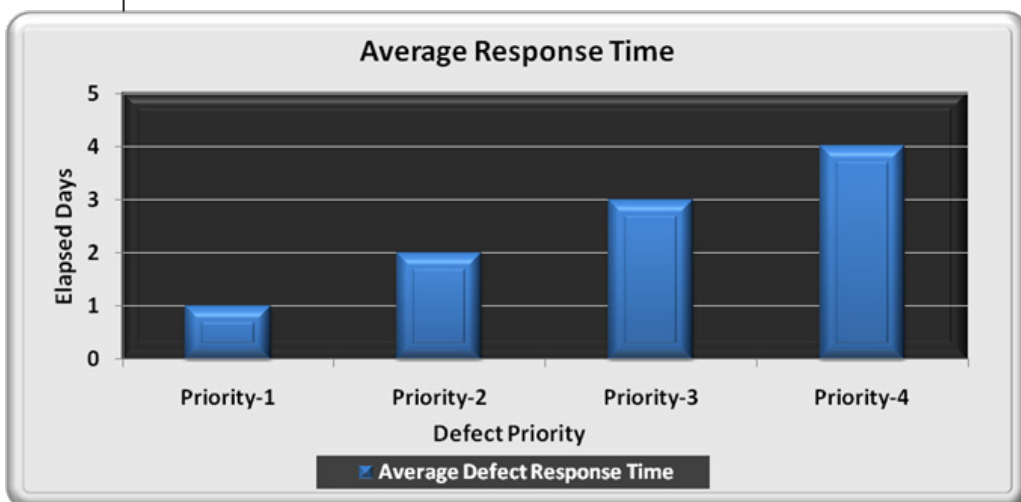 Average Response Time
5
4
3
2
1
0
Elapsed Days
Priority-1 Priority-2 Priority-3 Priority-4
Defect Priority
Average Defect Response Time